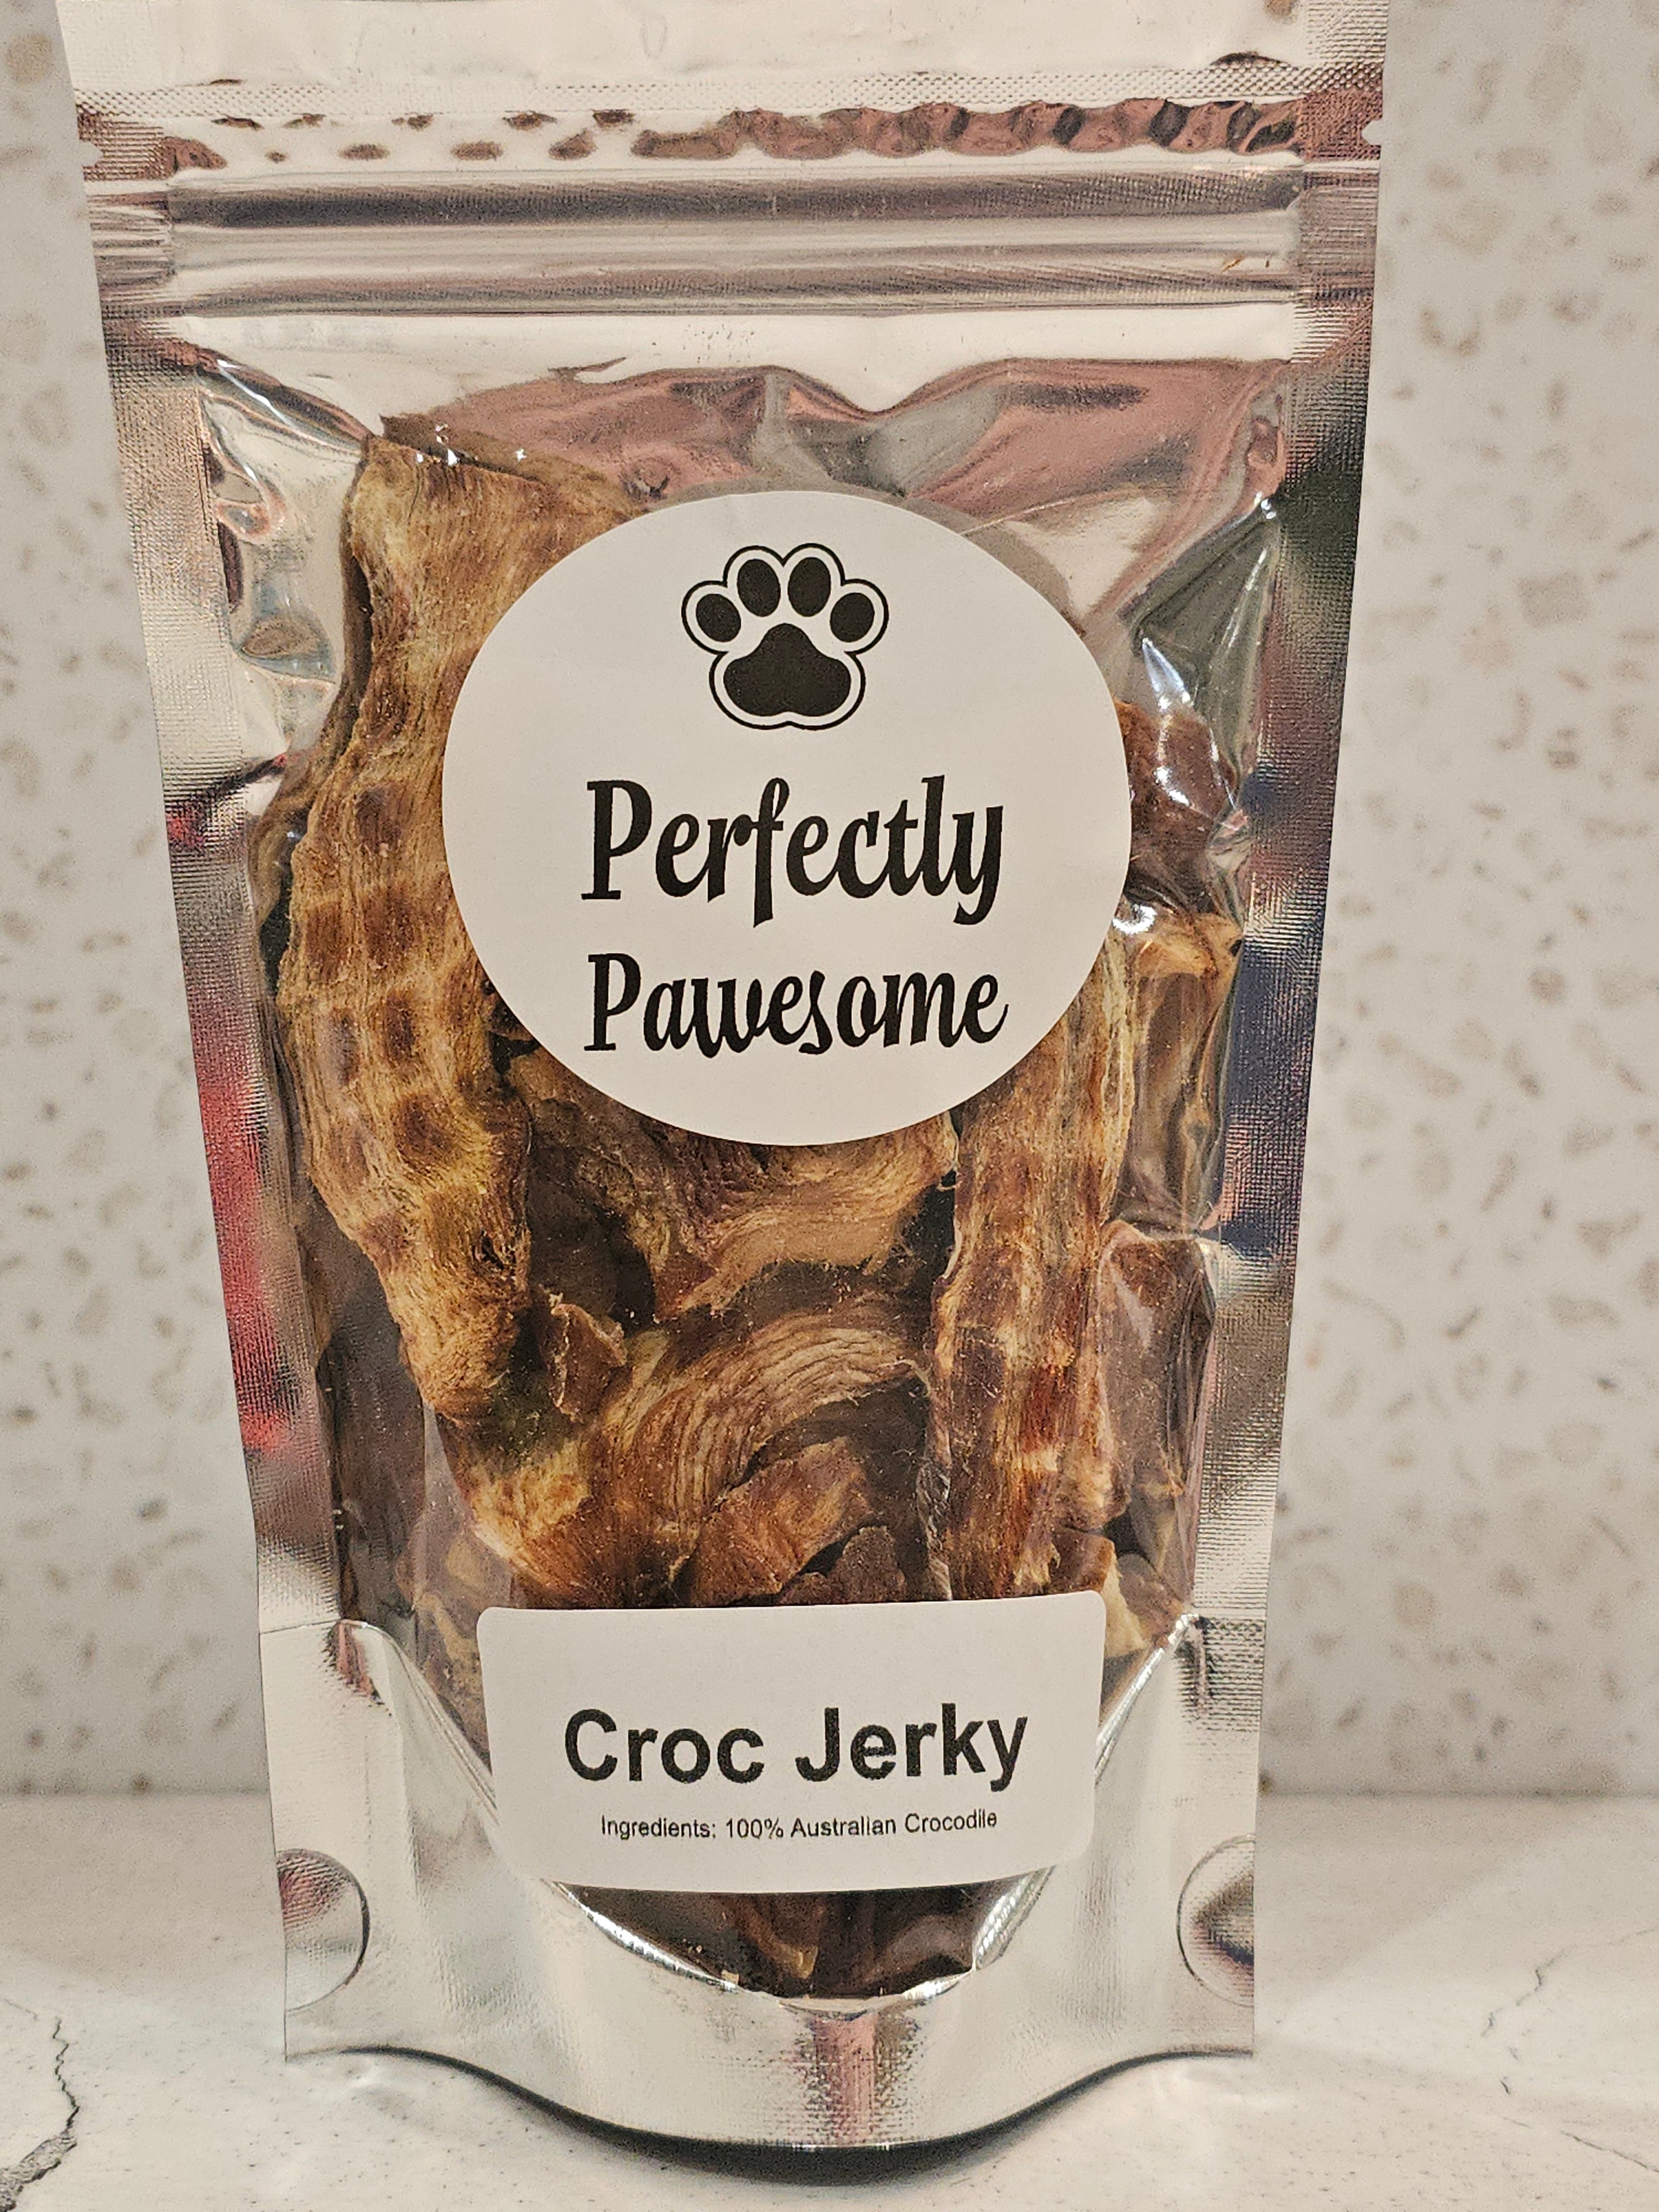 Perfectly
Pawesome
Croc Jerky
Ingredients: 100% Australian Crocodile